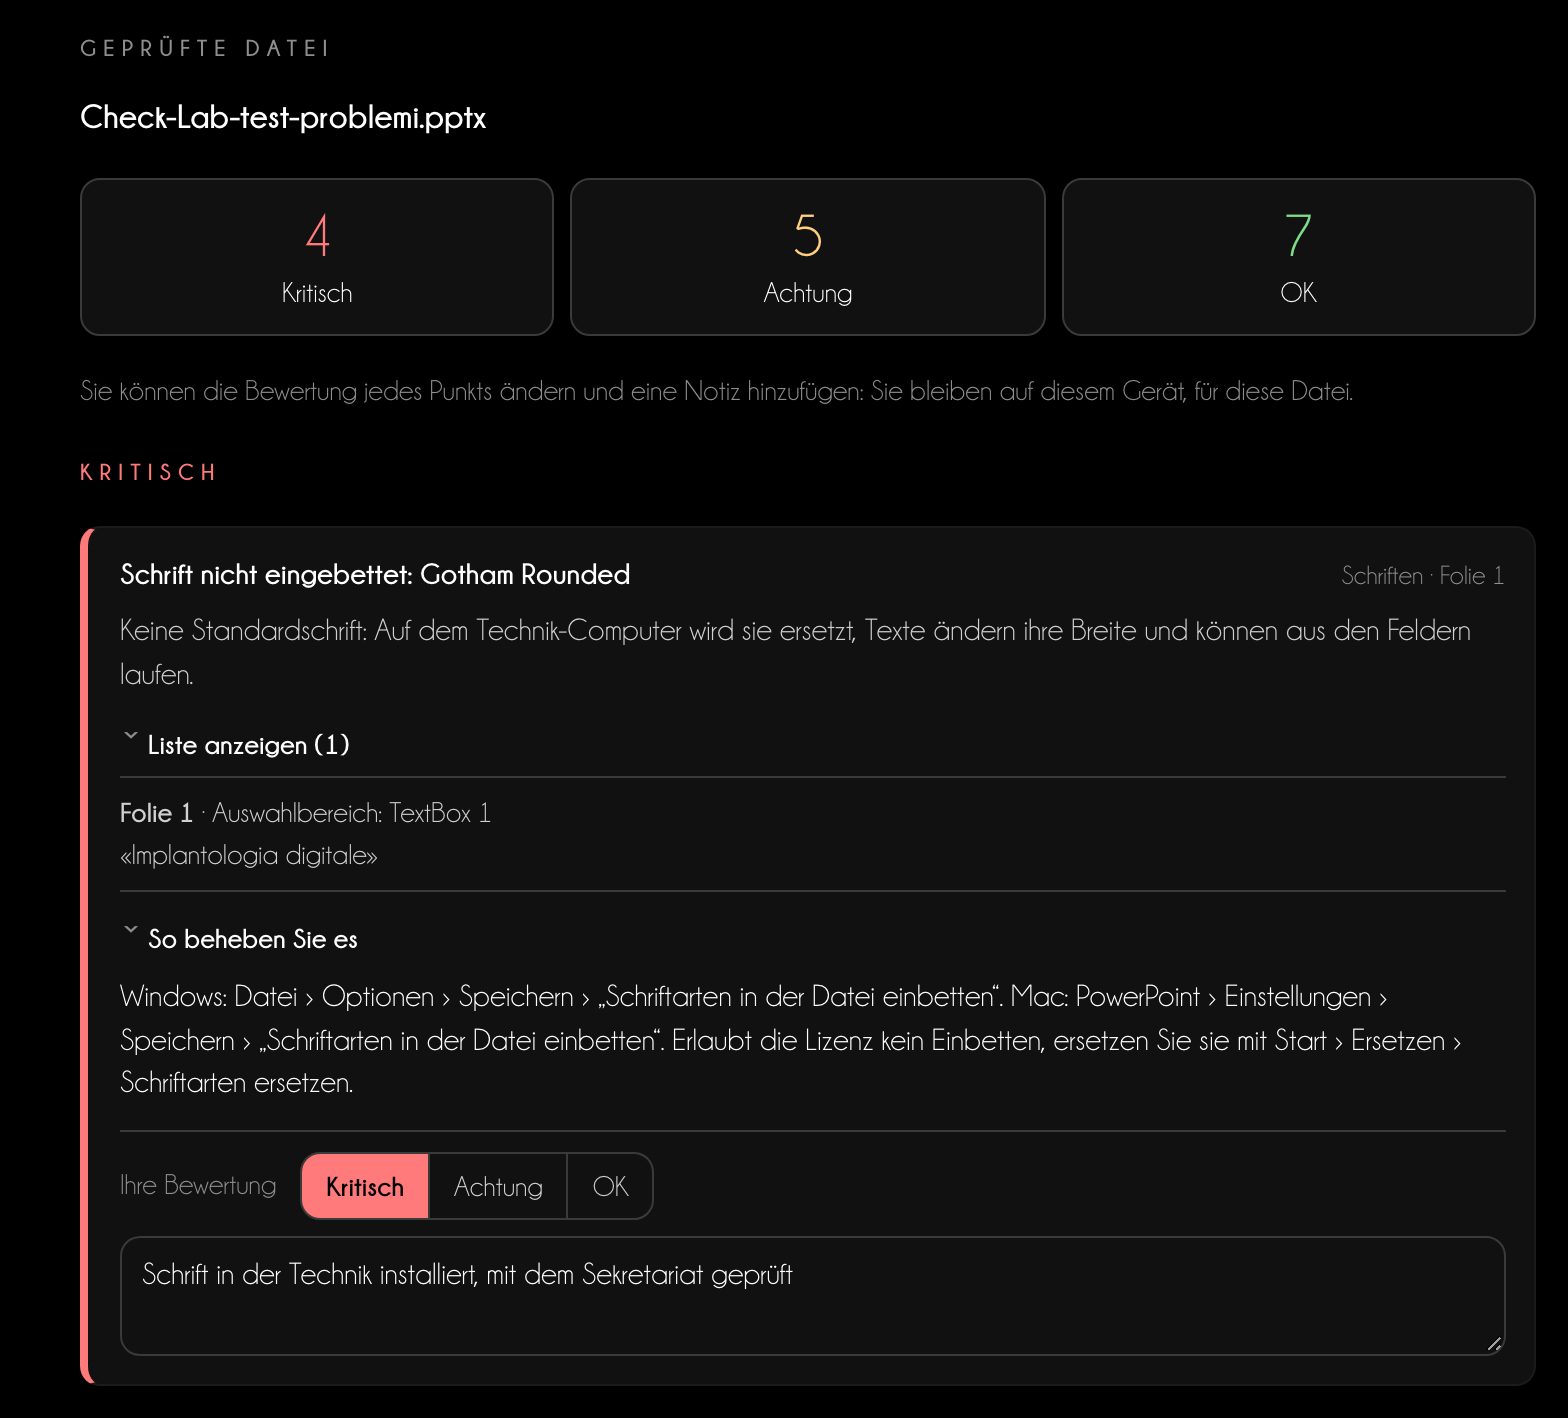 GEPRÜFTE DATEI
Check-Lab-test-problemi.pptx
4
Kritisch
5
Achtung
7
OK
Sie können die Bewertung jedes Punkts ändern und eine Notiz hinzufügen: Sie bleiben auf diesem Gerät, für diese Datei.
KRITISCH
Schrift nicht eingebettet: Gotham Rounded
Schriften · Folie 1
Keine Standardschrift: Auf dem Technik-Computer wird sie ersetzt, Texte ändern ihre Breite und können aus den Feldern
laufen.
Liste anzeigen (1)
Folie 1 · Auswahlbereich: TextBox 1
«Implantologia digitale»
So beheben Sie es
Windows: Datei › Optionen › Speichern › „Schriftarten in der Datei einbetten“. Mac: PowerPoint › Einstellungen ›
Speichern › „Schriftarten in der Datei einbetten“. Erlaubt die Lizenz kein Einbetten, ersetzen Sie sie mit Start › Ersetzen ›
Schriftarten ersetzen.
Ihre Bewertung
Kritisch
Achtung
OK
Schrift in der Technik installiert, mit dem Sekretariat geprüft